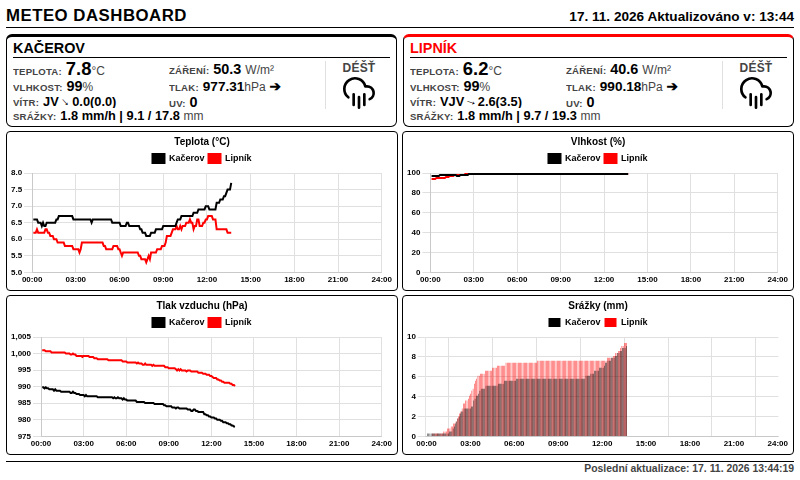 METEO DASHBOARD
17. 11. 2026 Aktualizováno v: 13:44
KAČEROV
TEPLOTA: 7.8°C
ZÁŘENÍ: 50.3 W/m²
DÉŠŤ
VLHKOST: 99%
TLAK: 977.31hPa ➔
VÍTR: JV → 0.0(0.0)
UV: 0
SRÁŽKY: 1.8 mm/h | 9.1 / 17.8 mm
LIPNÍK
TEPLOTA: 6.2°C
ZÁŘENÍ: 40.6 W/m²
DÉŠŤ
VLHKOST: 99%
TLAK: 990.18hPa ➔
VÍTR: VJV → 2.6(3.5)
UV: 0
SRÁŽKY: 1.8 mm/h | 9.7 / 19.3 mm
Teplota (°C)
Kačerov Lipník
8.0
7.5
7.0
6.5
6.0
5.5
5.0
00:00 03:00 06:00 09:00 12:00 15:00 18:00 21:00 24:00
Vlhkost (%)
Kačerov Lipník
100
80
60
40
20
0
00:00 03:00 06:00 09:00 12:00 15:00 18:00 21:00 24:00
Tlak vzduchu (hPa)
Kačerov Lipník
1,005
1,000
995
990
985
980
975
00:00 03:00 06:00 09:00 12:00 15:00 18:00 21:00 24:00
Srážky (mm)
Kačerov Lipník
10
8
6
4
2
0
00:00 03:00 06:00 09:00 12:00 15:00 18:00 21:00 24:00
Poslední aktualizace: 17. 11. 2026 13:44:19